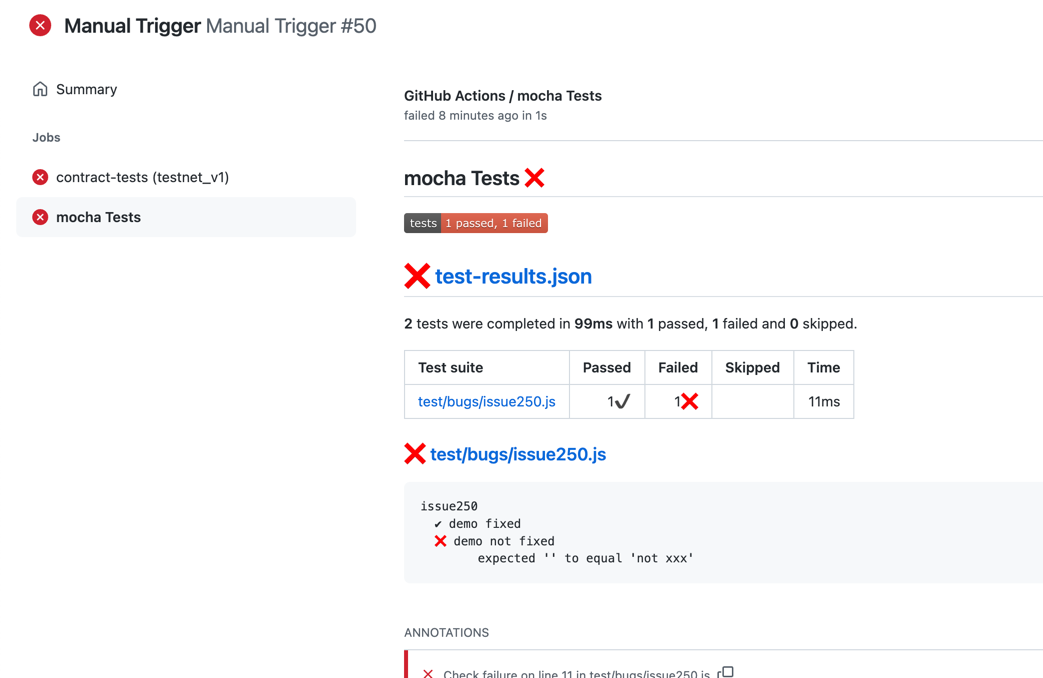 Manual Trigger Manual Trigger #50
Summary
Jobs
contract-tests (testnet_v1)
mocha Tests
GitHub Actions / mocha Tests
failed 8 minutes ago in 1s
mocha Tests ❌
tests 1 passed, 1 failed
❌ test-results.json
2 tests were completed in 99ms with 1 passed, 1 failed and 0 skipped.
Test suite Passed Failed Skipped Time
test/bugs/issue250.js 1✔ 1❌ 11ms
❌ test/bugs/issue250.js
issue250
✔ demo fixed
❌ demo not fixed
expected '' to equal 'not xxx'
ANNOTATIONS
Check failure on line 11 in test/bugs/issue250.js